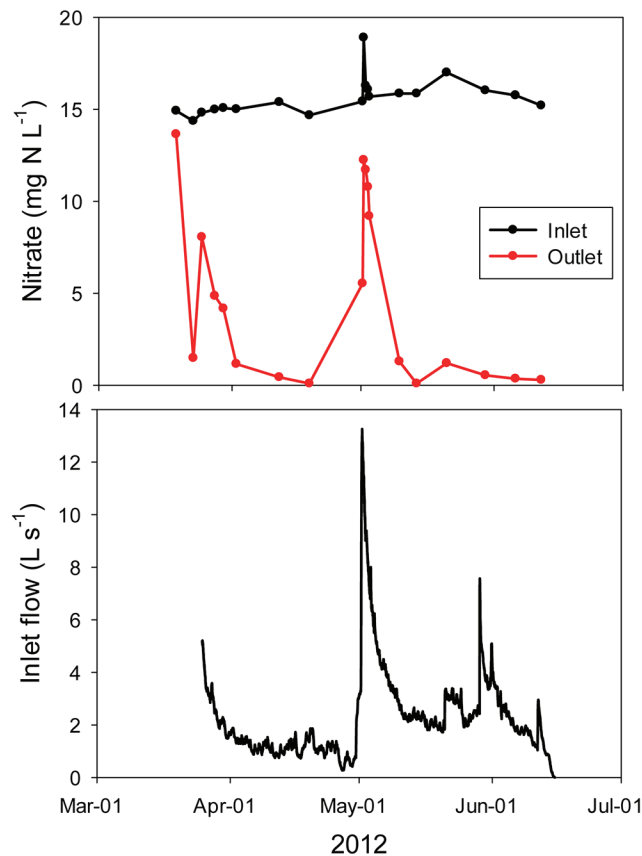 20
15
10
5
0
Nitrate (mg N L⁻¹)
Inlet
Outlet
14
12
10
8
6
4
2
0
Inlet flow (L s⁻¹)
Mar-01 Apr-01 May-01 Jun-01 Jul-01
2012